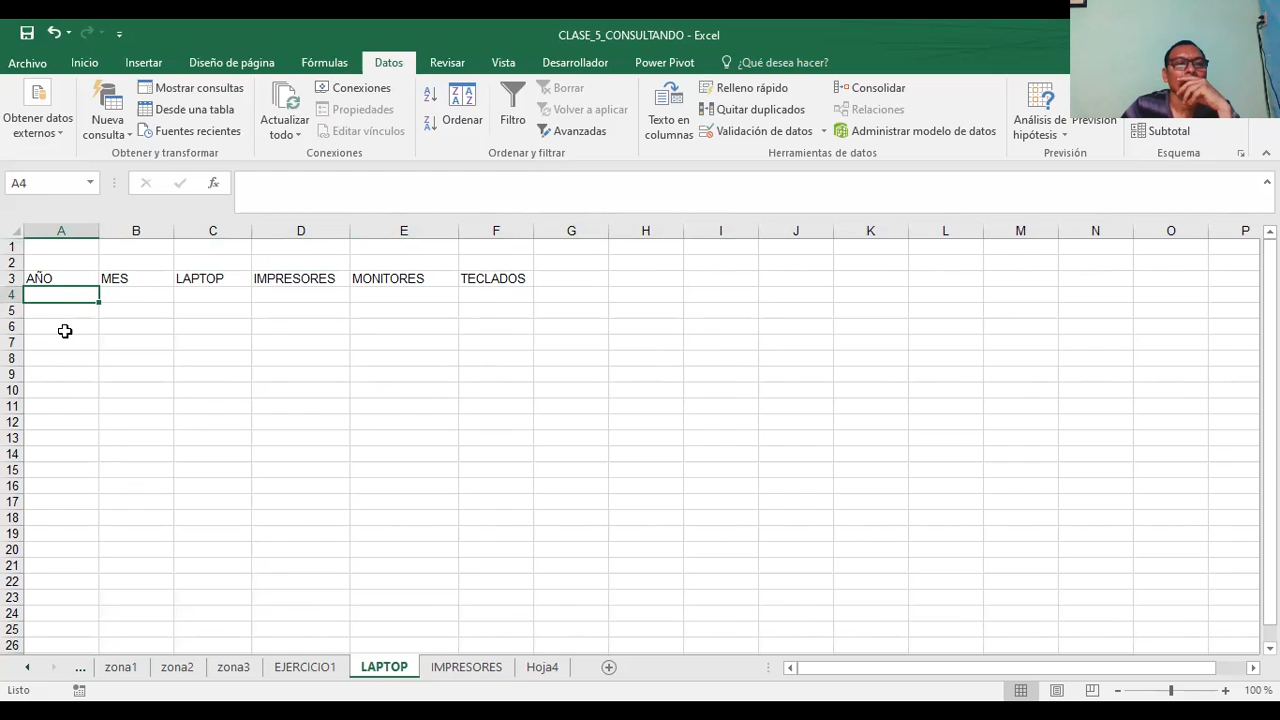 CLASE_5_CONSULTANDO - Excel
Archivo Inicio Insertar Diseño de página Fórmulas Datos Vista Revisar Vista Desarrollador Power Pivot ¿Qué desea hacer?
Obtener datos externos
Nueva consulta
Mostrar consultas
Desde una tabla
Fuentes recientes
Obtener y transformar
Actualizar todo
Conexiones
Propiedades
Editar vínculos
Conexiones
Ordenar
Filtro
Borrar
Volver a aplicar
Avanzadas
Ordenar y filtrar
Texto en columnas
Relleno rápido
Quitar duplicados
Validación de datos
Consolidar
Relaciones
Administrar modelo de datos
Herramientas de datos
Análisis de hipótesis
Previsión
Previsión
Subtotal
Esquema
A4 fx
A B C D E F G H I J K L M N O P
1
2
3 AÑO MES LAPTOP IMPRESORES MONITORES TECLADOS
4
5
6
7
8
9
10
11
12
13
14
15
16
17
18
19
20
21
22
23
24
25
26
... zona1 zona2 zona3 EJERCICIO1 LAPTOP IMPRESORES Hoja4
Listo 100 %